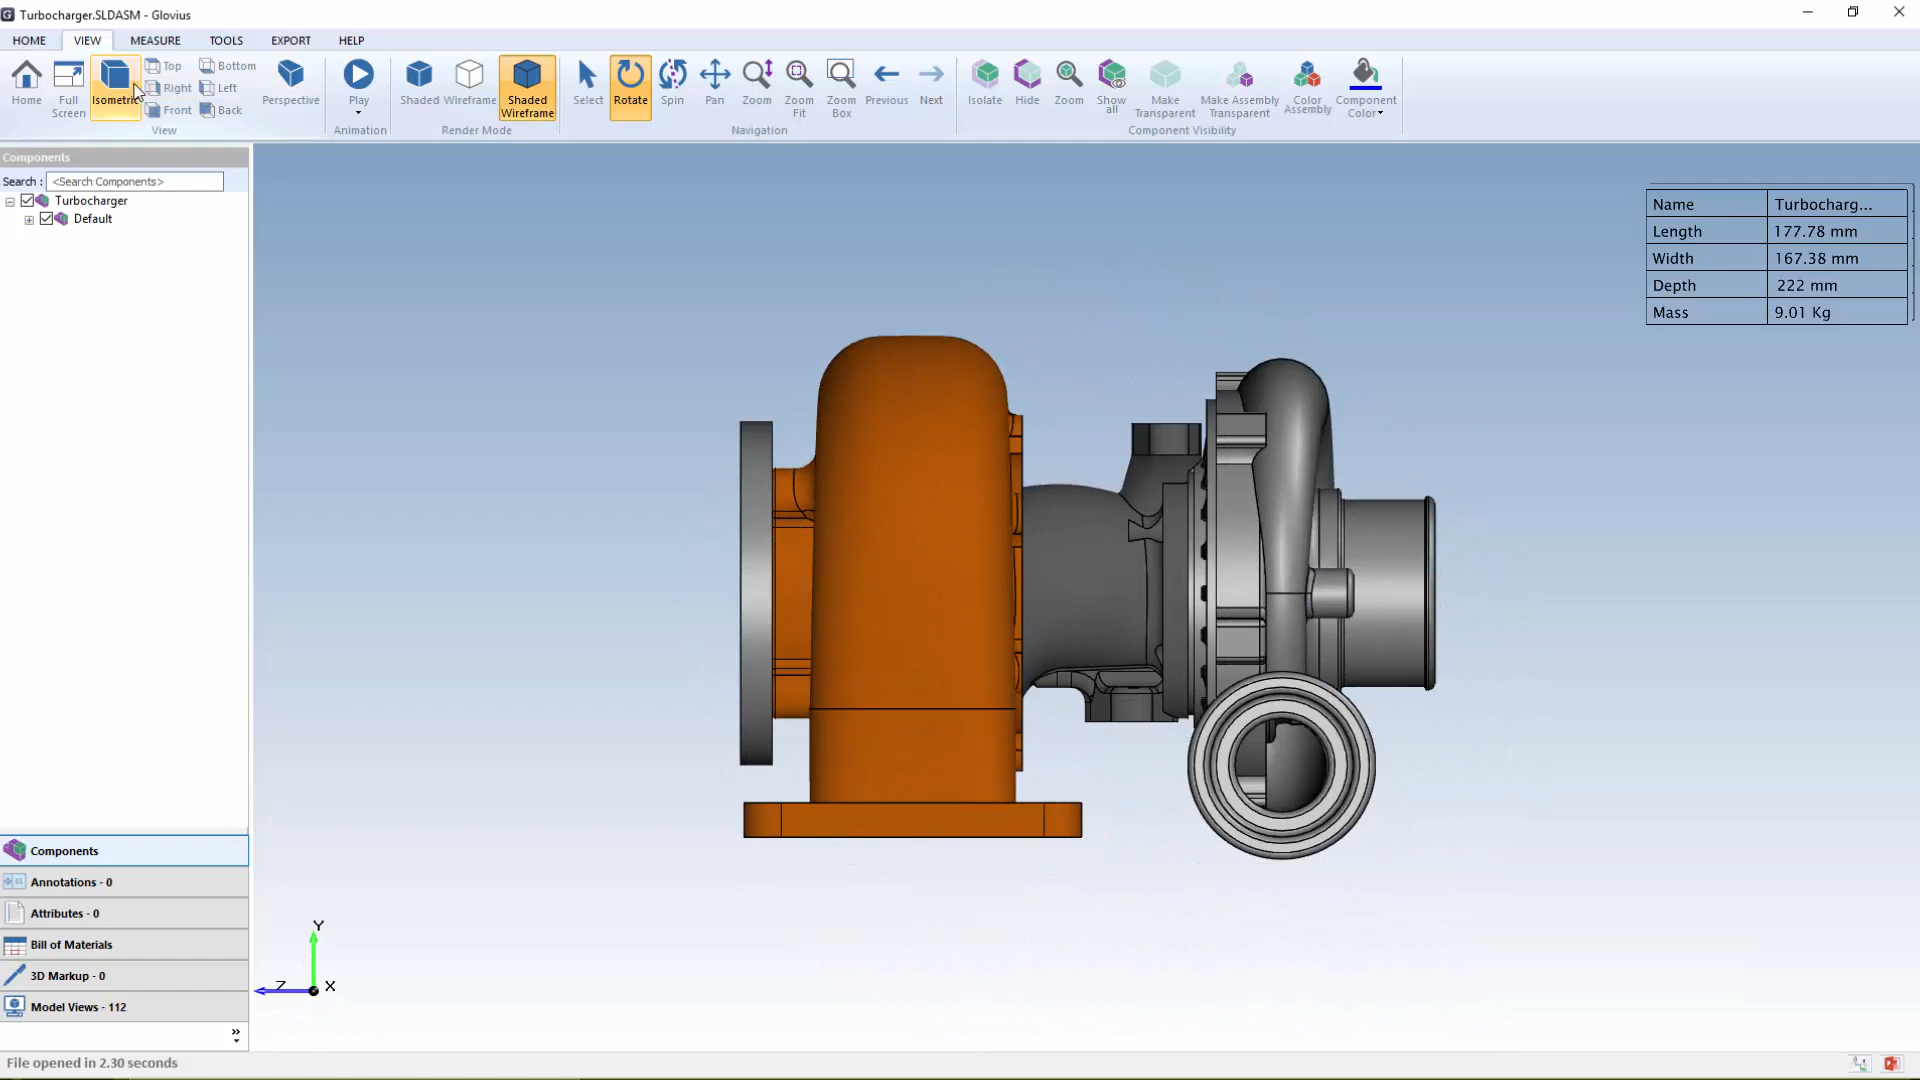 Turbocharger.SLDASM - Glovius
HOME VIEW MEASURE TOOLS EXPORT HELP
Home
Full Screen
Isometric
Top
Right
Front
Bottom
Left
Back
Perspective
View
Play
Animation
Shaded
Wireframe
Shaded Wireframe
Render Mode
Select
Rotate
Spin
Pan
Zoom
Zoom Fit
Zoom Box
Previous
Next
Navigation
Isolate
Hide
Zoom
Show all
Make Transparent
Make Assembly Transparent
Color Assembly
Component Color
Component Visibility
Components
Search : <Search Components>
Turbocharger
Default
Name Turbocharg...
Length 177.78 mm
Width 167.38 mm
Depth 222 mm
Mass 9.01 Kg
Components
Annotations - 0
Attributes - 0
Bill of Materials
3D Markup - 0
Model Views - 112
Y
Z
X
File opened in 2.30 seconds